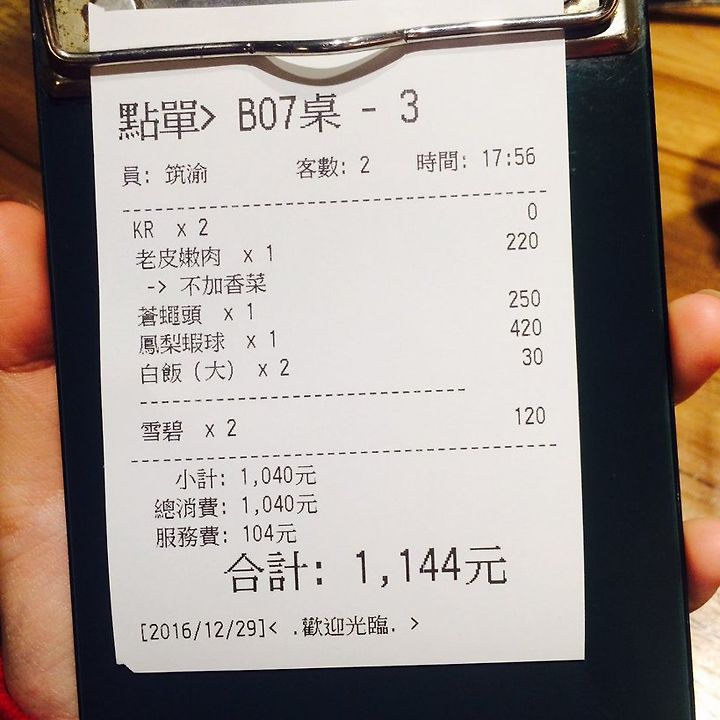 點單> B07桌 - 3
員: 筑渝 客數: 2 時間: 17:56
KR x 2 0
老皮嫩肉 x 1 220
-> 不加香菜
蒼蠅頭 x 1 250
鳳梨蝦球 x 1 420
白飯(大) x 2 30
雪碧 x 2 120
小計: 1,040元
總消費: 1,040元
服務費: 104元
合計: 1,144元
[2016/12/29]< .歡迎光臨. >